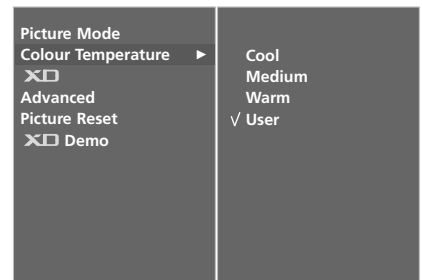 Picture Mode
Colour Temperature ►
XD
Advanced
Picture Reset
XD Demo
Cool
Medium
Warm
√ User